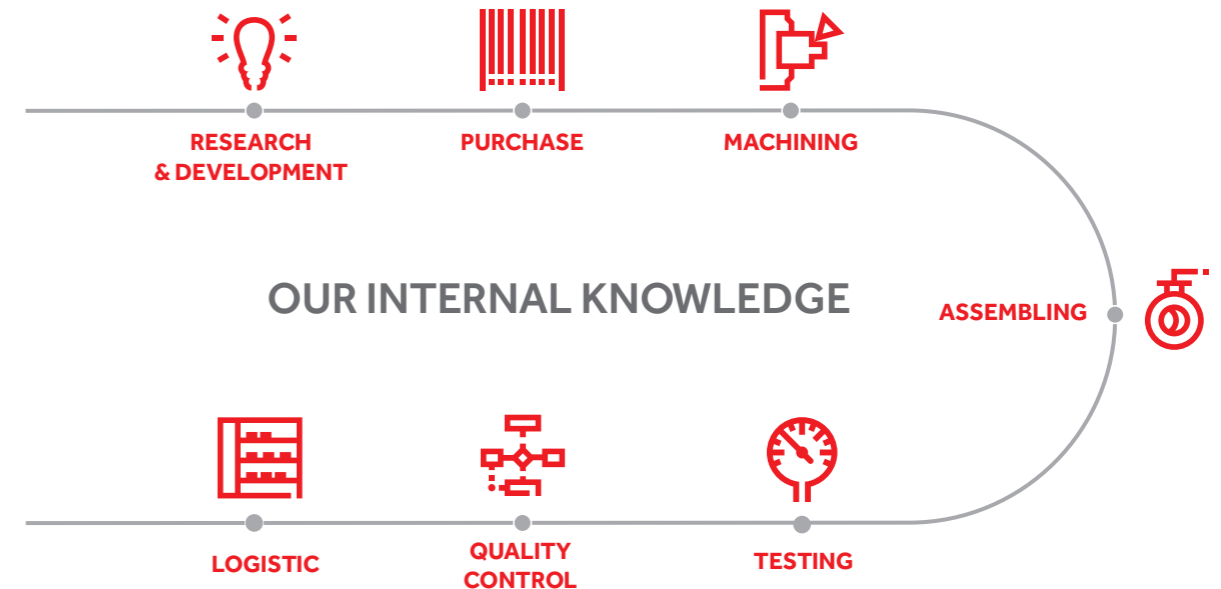 RESEARCH
& DEVELOPMENT
PURCHASE
MACHINING
OUR INTERNAL KNOWLEDGE
ASSEMBLING
LOGISTIC
QUALITY
CONTROL
TESTING